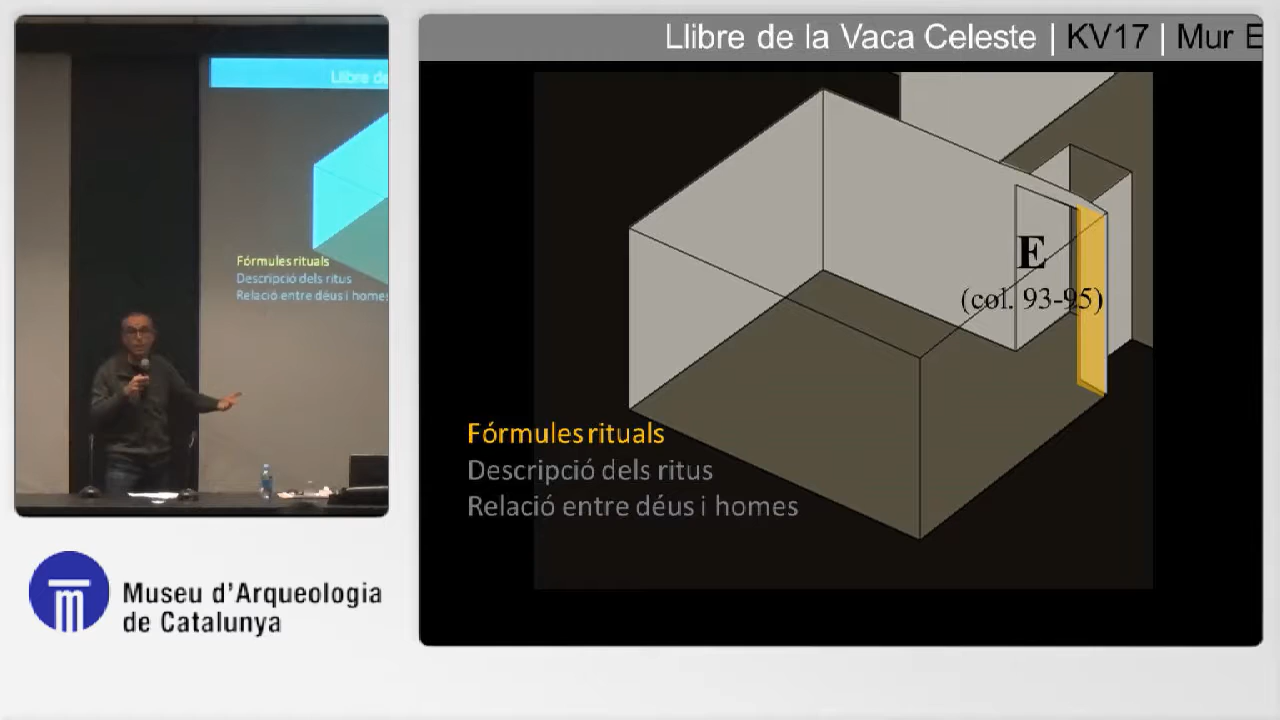 Llibre de
Fórmules rituals
Descripció dels ritus
Relació entre déus i homes
Museu d'Arqueologia
de Catalunya
Llibre de la Vaca Celeste | KV17 | Mur E
E
(col. 93-95)
Fórmules rituals
Descripció dels ritus
Relació entre déus i homes